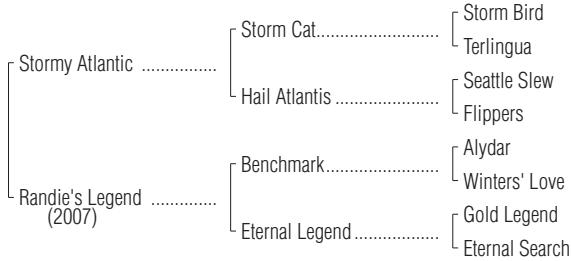 Storm Bird
Storm Cat....................................
Terlingua
Stormy Atlantic ...............
Seattle Slew
Hail Atlantis ..............................
Flippers
Alydar
Benchmark................................
Winters' Love
Randie's Legend ..............
(2007)
Gold Legend
Eternal Legend........................
Eternal Search